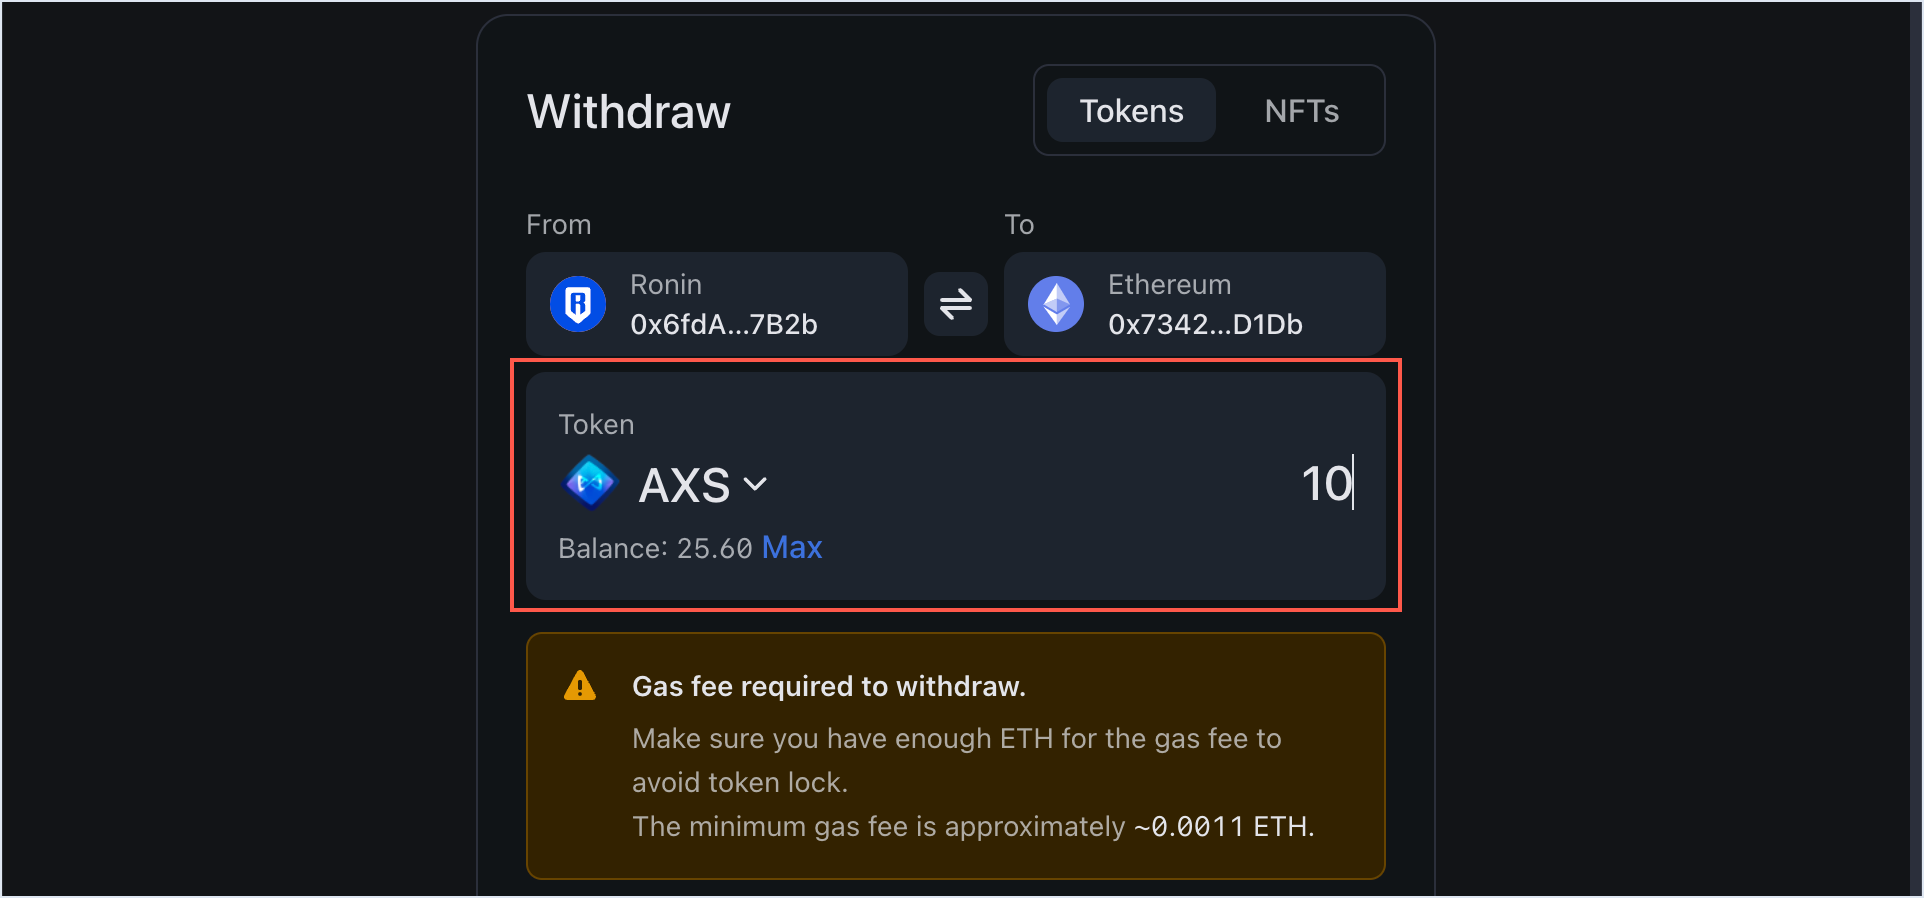 Withdraw
Tokens NFTs
From To
Ronin
0x6fdA...7B2b
Ethereum
0x7342...D1Db
Token
AXS 10
Balance: 25.60 Max
Gas fee required to withdraw.
Make sure you have enough ETH for the gas fee to
avoid token lock.
The minimum gas fee is approximately ~0.0011 ETH.